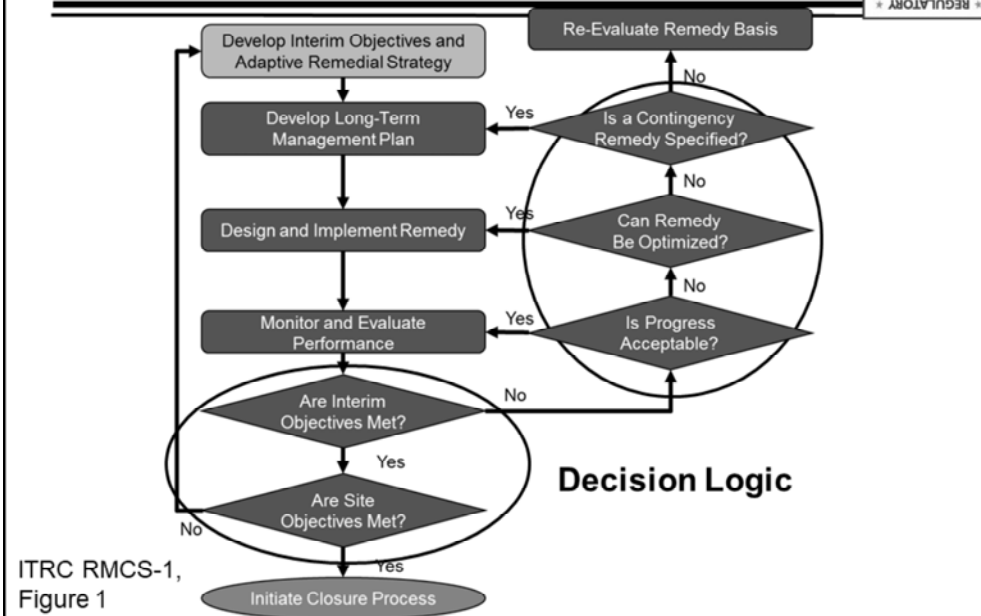 REGULATORY
Re-Evaluate Remedy Basis
Develop Interim Objectives and
Adaptive Remedial Strategy
No
Develop Long-Term
Management Plan
Yes
Is a Contingency
Remedy Specified?
No
Design and Implement Remedy
Yes
Can Remedy
Be Optimized?
No
Monitor and Evaluate
Performance
Yes
Is Progress
Acceptable?
Are Interim
Objectives Met?
No
Yes
Decision Logic
Are Site
Objectives Met?
No
Yes
ITRC RMCS-1,
Figure 1
Initiate Closure Process